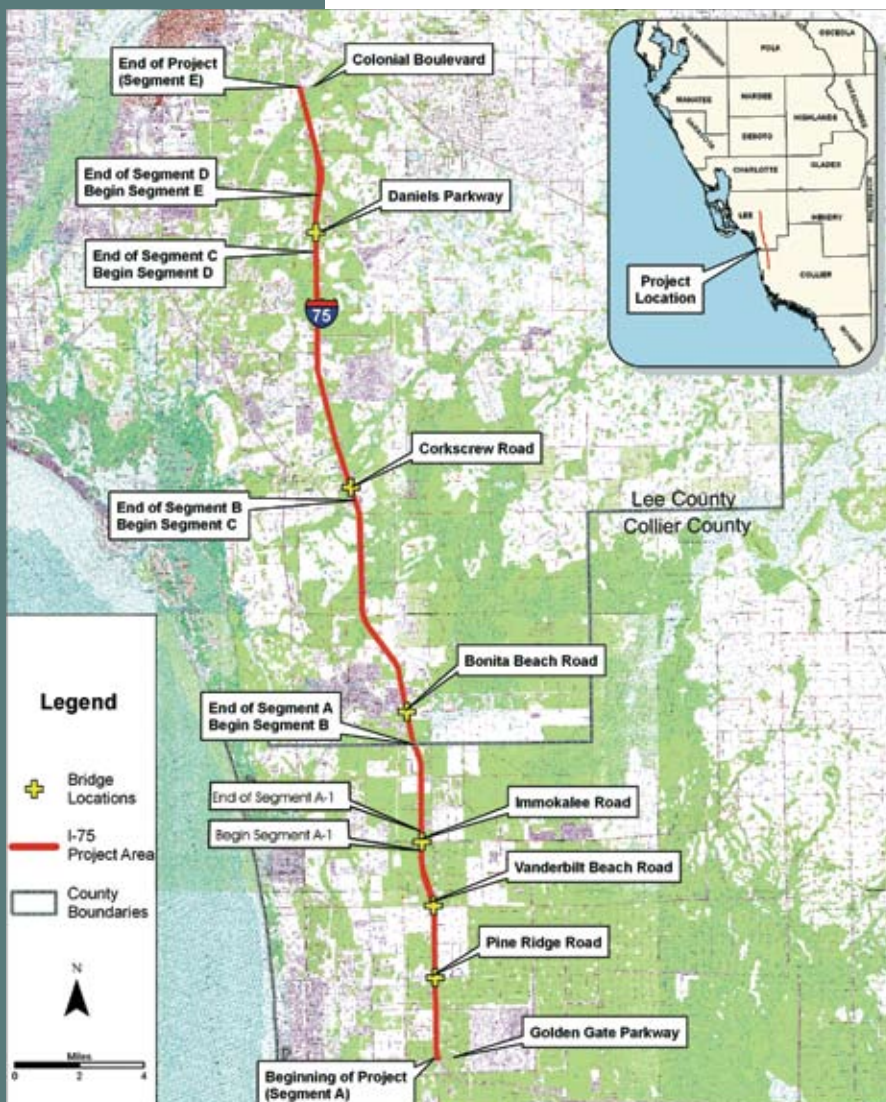 End of Project
(Segment E)
Colonial Boulevard
End of Segment D
Begin Segment E
Daniels Parkway
End of Segment C
Begin Segment D
75
Corkscrew Road
End of Segment B
Begin Segment C
Lee County
Collier County
Bonita Beach Road
End of Segment A
Begin Segment B
End of Segment A-1
Immokalee Road
Begin Segment A-1
Vanderbilt Beach Road
Pine Ridge Road
Golden Gate Parkway
Beginning of Project
(Segment A)
HILLSBOROUGH
POLK
OSCEOLA
MANATEE
HARDEE
OKEECHOBEE
HIGHLANDS
SARASOTA
DESOTO
CHARLOTTE
GLADES
LEE
HENDRY
COLLIER
MONROE
Project
Location
Legend
Bridge
Locations
I-75
Project Area
County
Boundaries
N
Miles
0 2 4